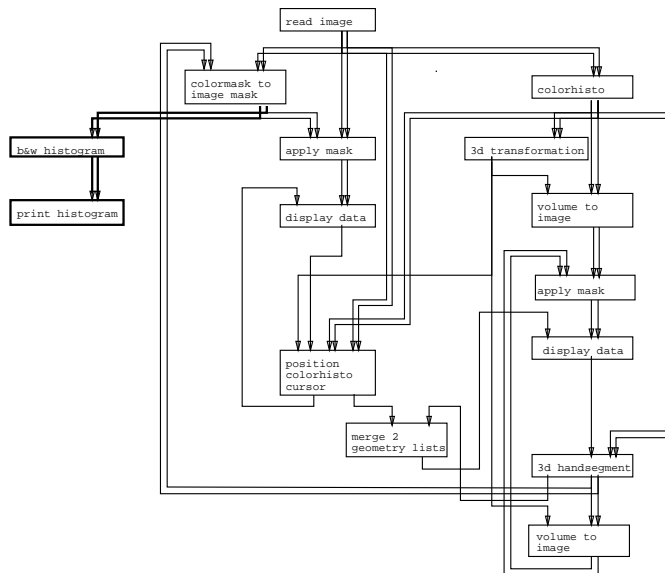 read image
colormask to
image mask
colorhisto
b&w histogram
apply mask
3d transformation
print histogram
display data
volume to
image
apply mask
display data
position
colorhisto
cursor
merge 2
geometry lists
3d handsegment
volume to
image